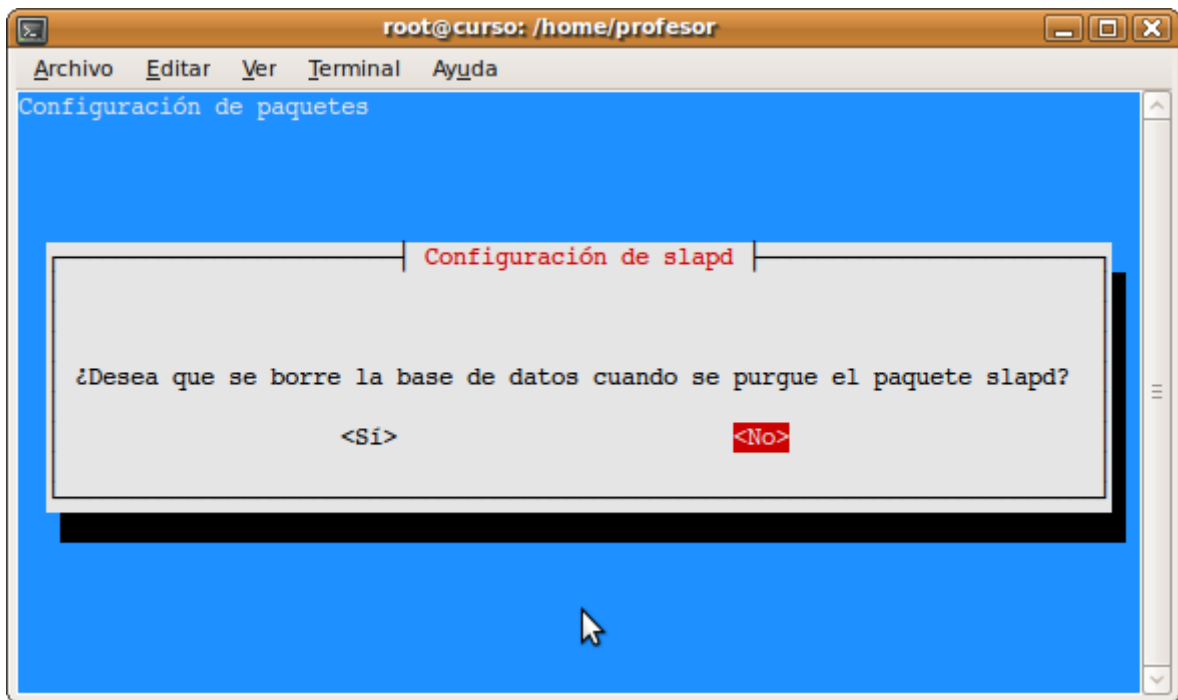 root@curso: /home/profesor
Archivo Editar Ver Terminal Ayuda
Configuración de paquetes
Configuración de slapd
¿Desea que se borre la base de datos cuando se purgue el paquete slapd?
<Sí> <No>